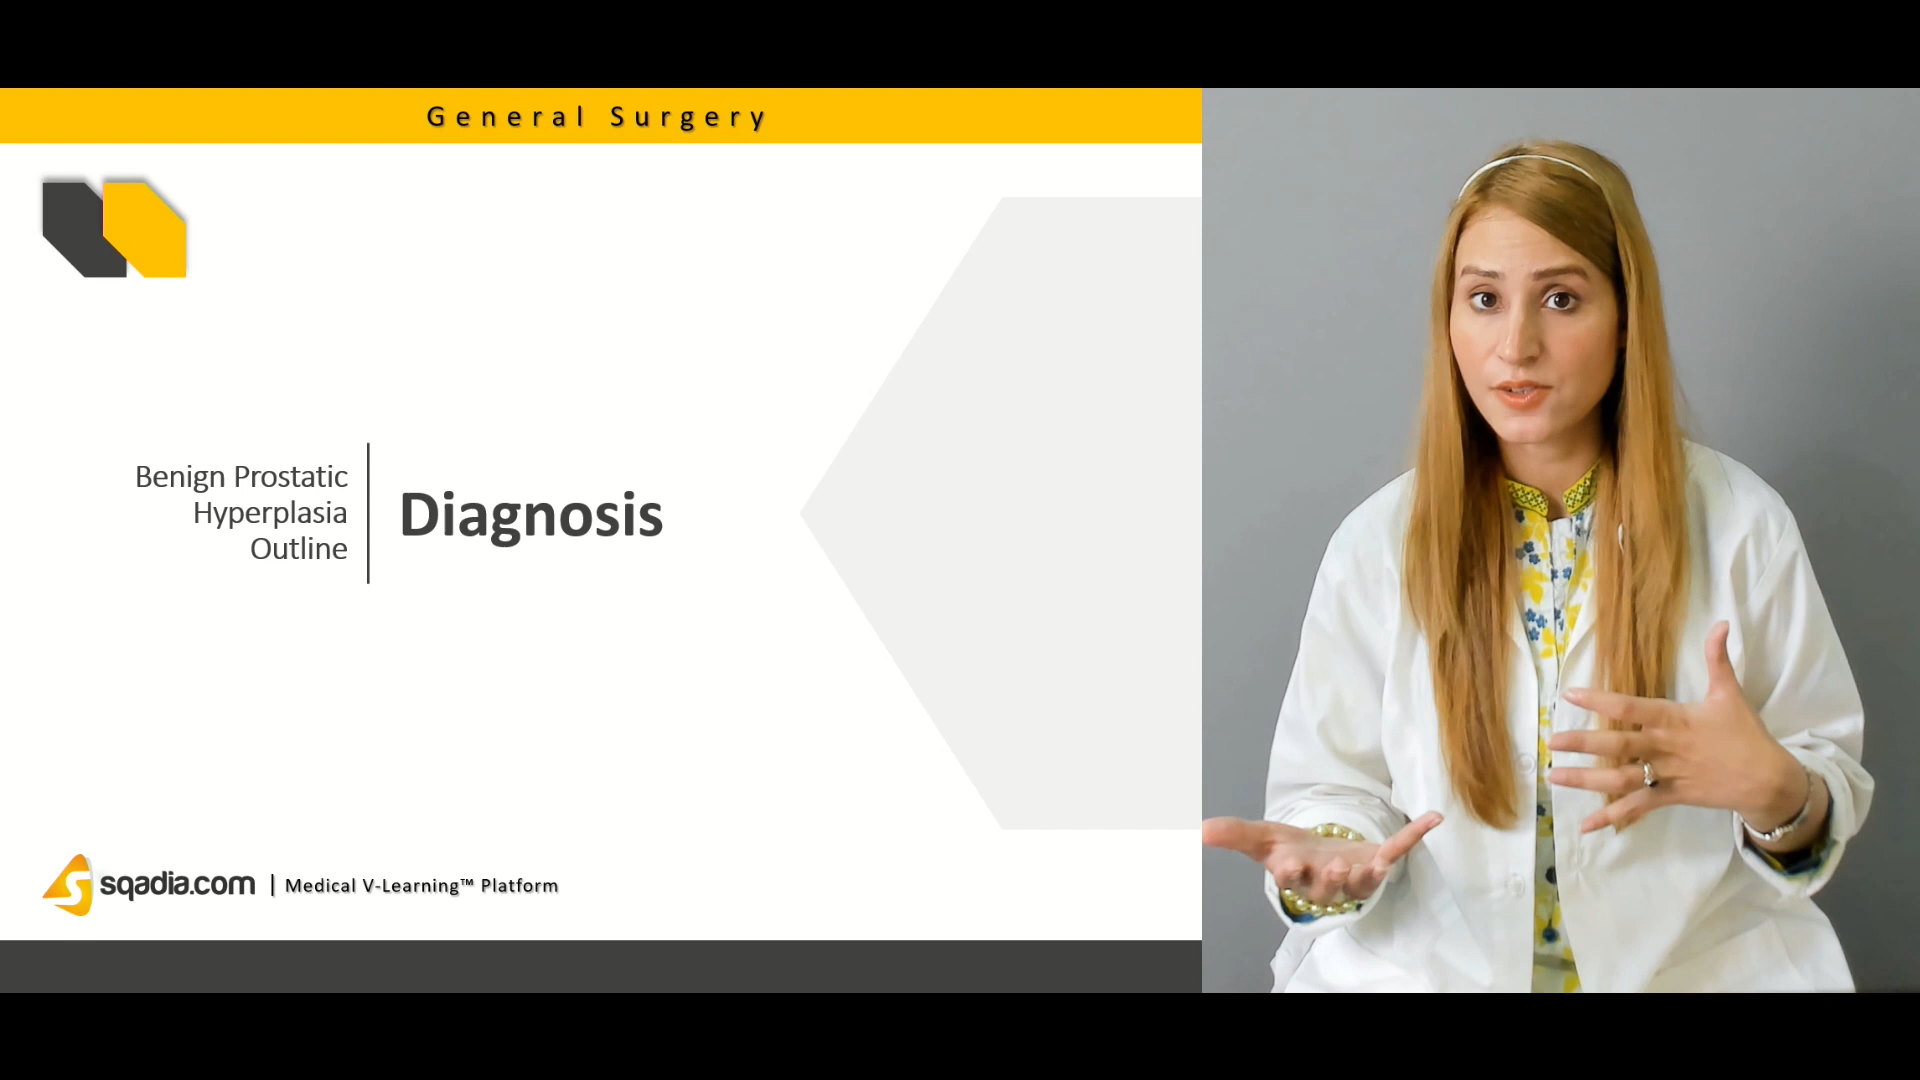 General Surgery
Benign Prostatic
Hyperplasia
Outline
Diagnosis
sqadia.com | Medical V-Learning™ Platform